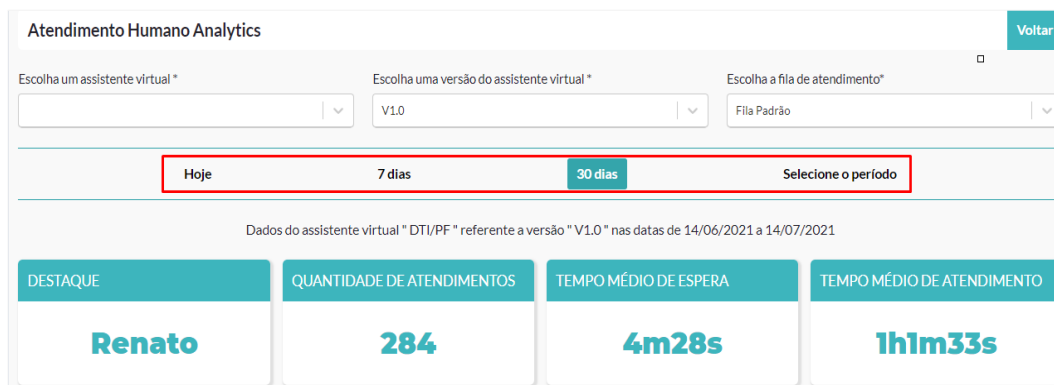 Atendimento Humano Analytics
Voltar
Escolha um assistente virtual *
Escolha uma versão do assistente virtual *
Escolha a fila de atendimento*
V1.0
Fila Padrão
Hoje
7 dias
30 dias
Selecione o período
Dados do assistente virtual " DTI/PF " referente a versão " V1.0 " nas datas de 14/06/2021 a 14/07/2021
DESTAQUE
QUANTIDADE DE ATENDIMENTOS
TEMPO MÉDIO DE ESPERA
TEMPO MÉDIO DE ATENDIMENTO
Renato
284
4m28s
1h1m33s